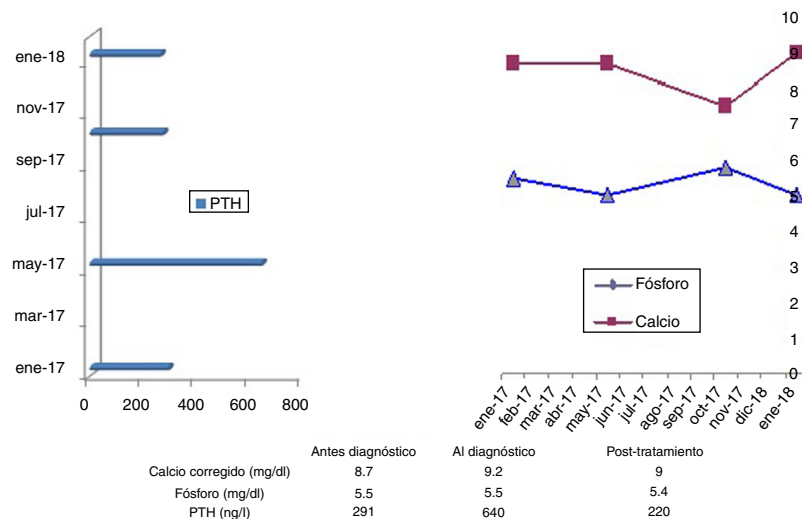 ene-18
nov-17
sep-17
jul-17
may-17
mar-17
ene-17
0 200 400 600 800
PTH
10
9
8
7
6
5
4
3
2
1
0
Fósforo
Calcio
ene-17 feb-17 mar-17 abr-17 may-17 jun-17 jul-17 ago-17 sep-17 oct-17 nov-17 dic-18 ene-18
Antes diagnóstico Al diagnóstico Post-tratamiento
Calcio corregido (mg/dl) 8.7 9.2 9
Fósforo (mg/dl) 5.5 5.5 5.4
PTH (ng/l) 291 640 220